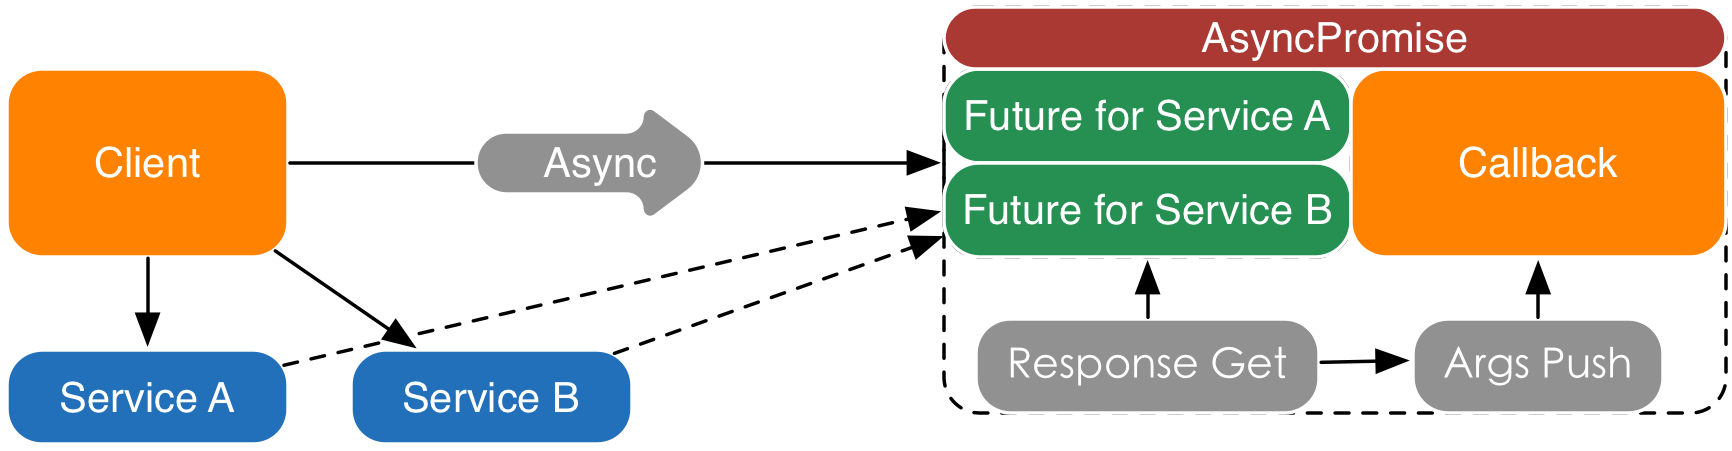 AsyncPromise
Client
Async
Future for Service A
Future for Service B
Callback
Service A
Service B
Response Get
Args Push